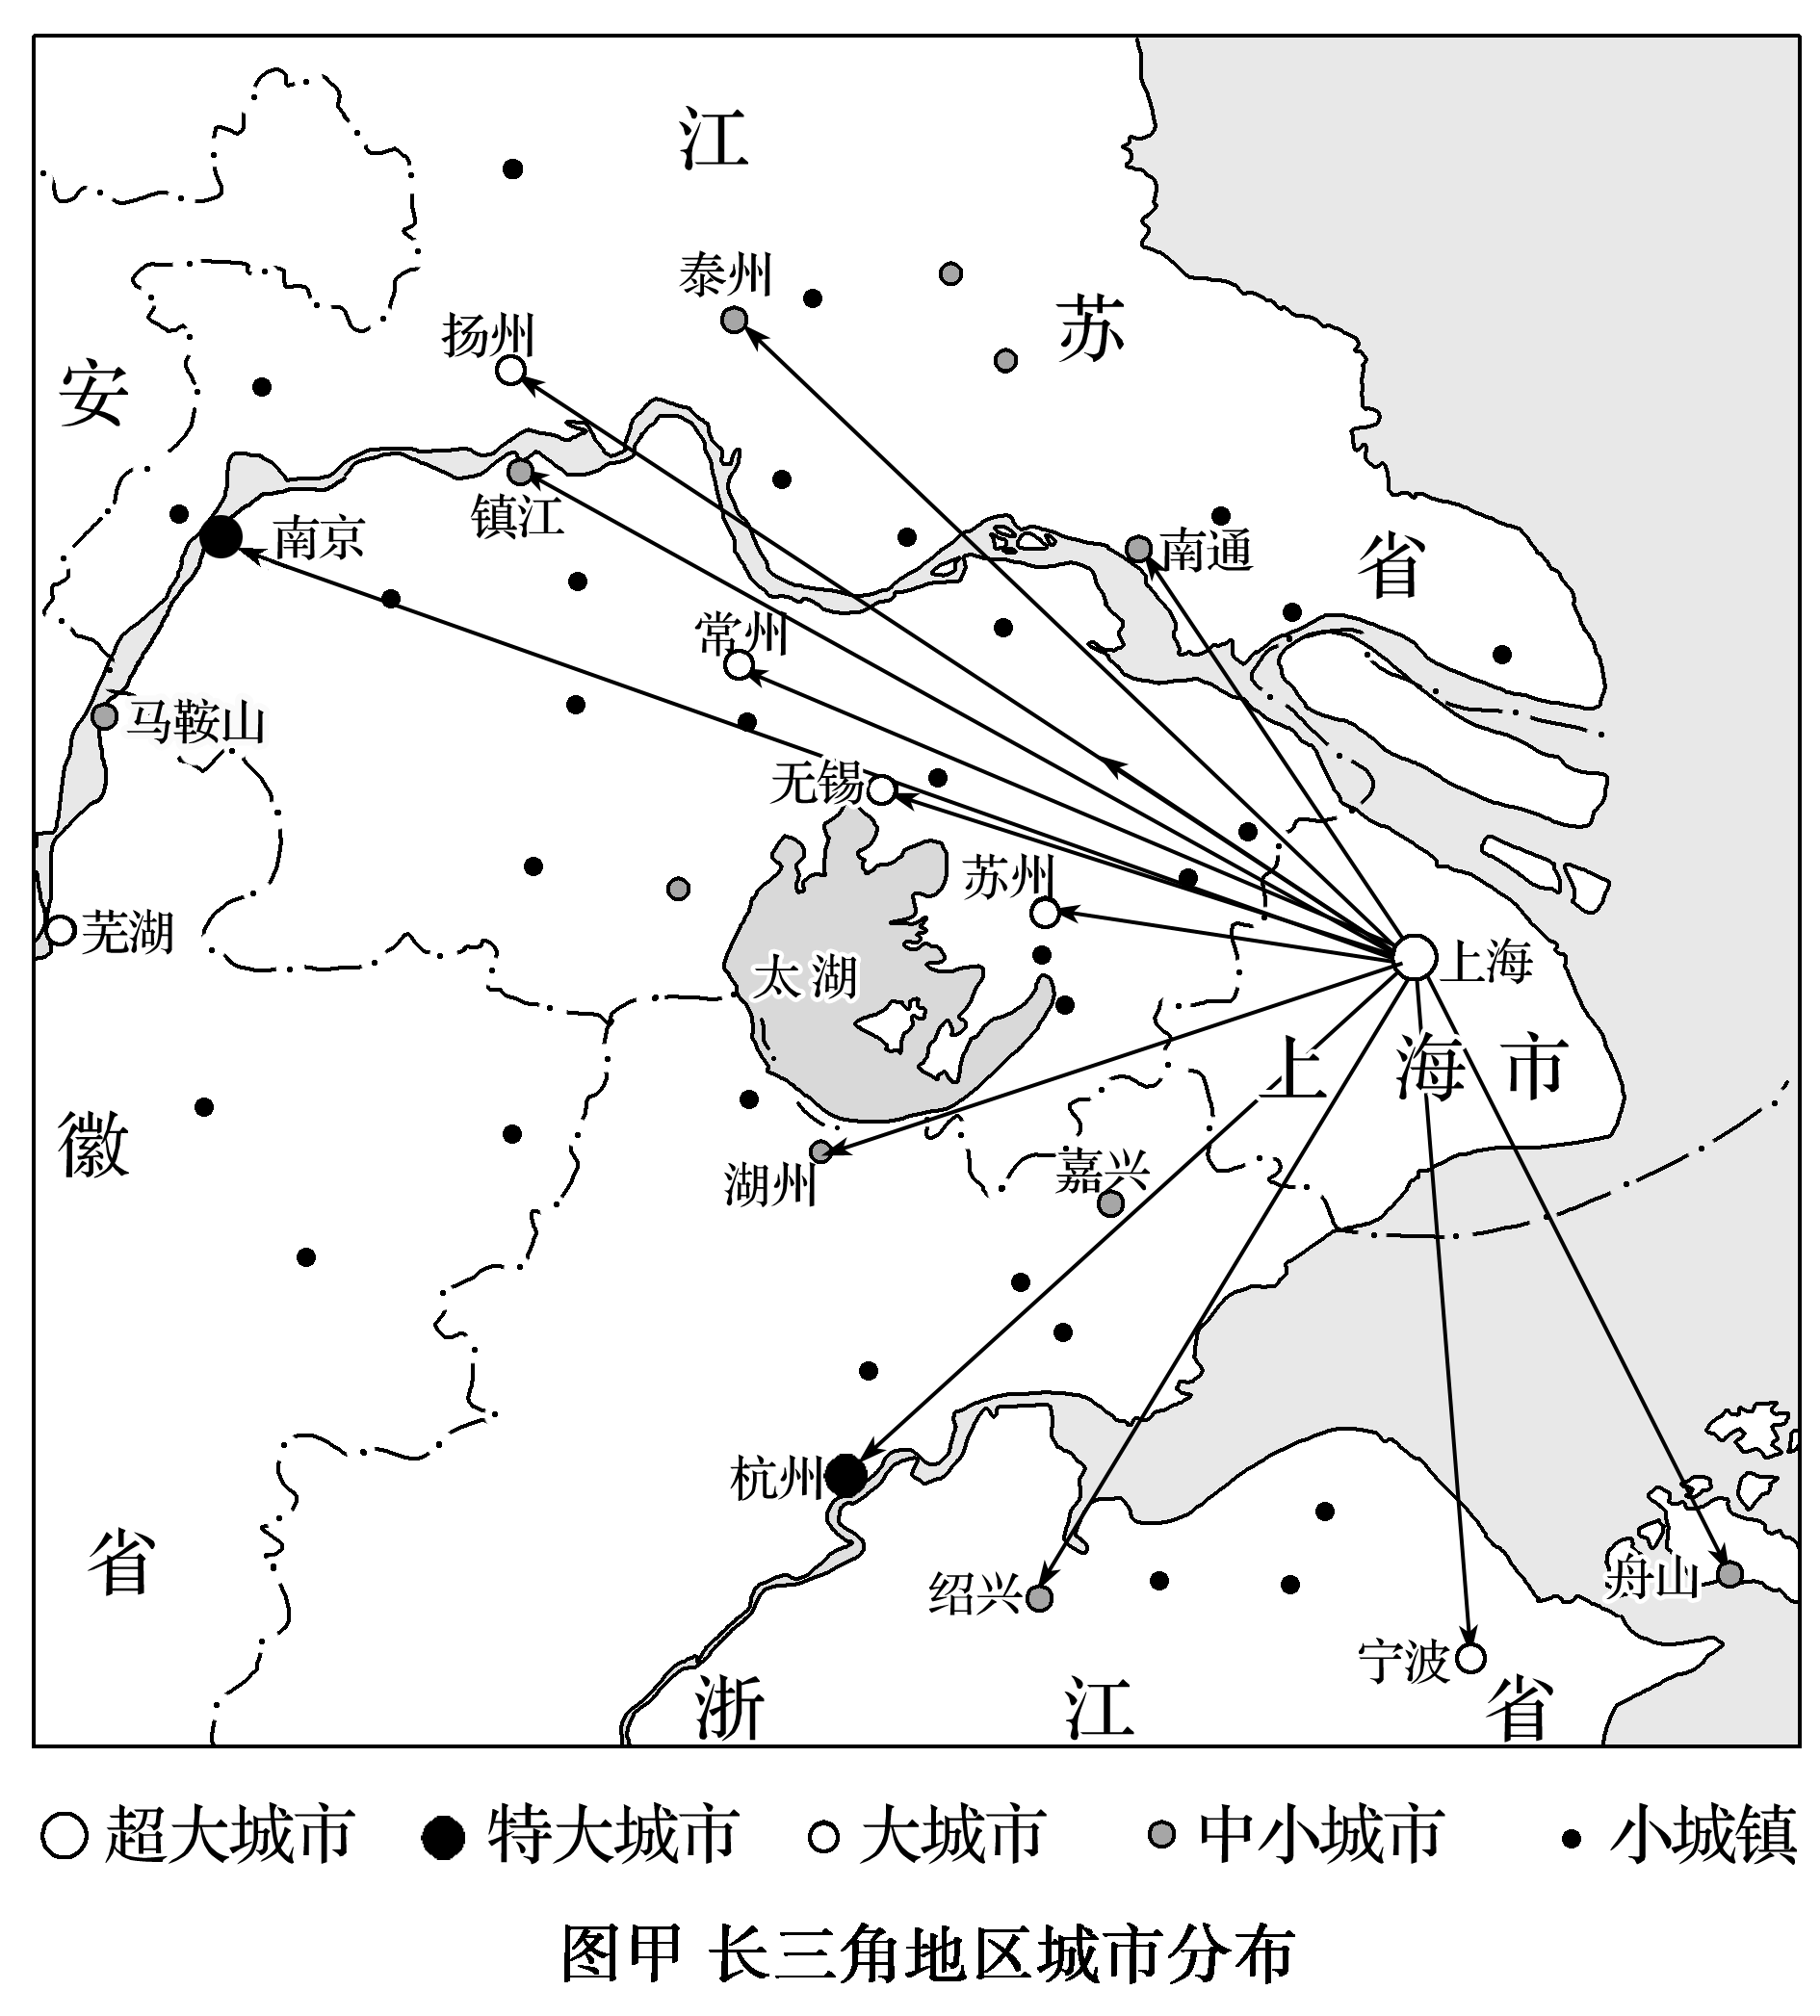 江
泰州
苏
扬州
安
镇江
南京
南通
省
常州
马鞍山
无锡
苏州
芜湖
太湖
上海
上海市
徽
湖州
嘉兴
杭州
省
绍兴
舟山
宁波
浙江省
超大城市 特大城市 大城市 中小城市 小城镇
图甲 长三角地区城市分布